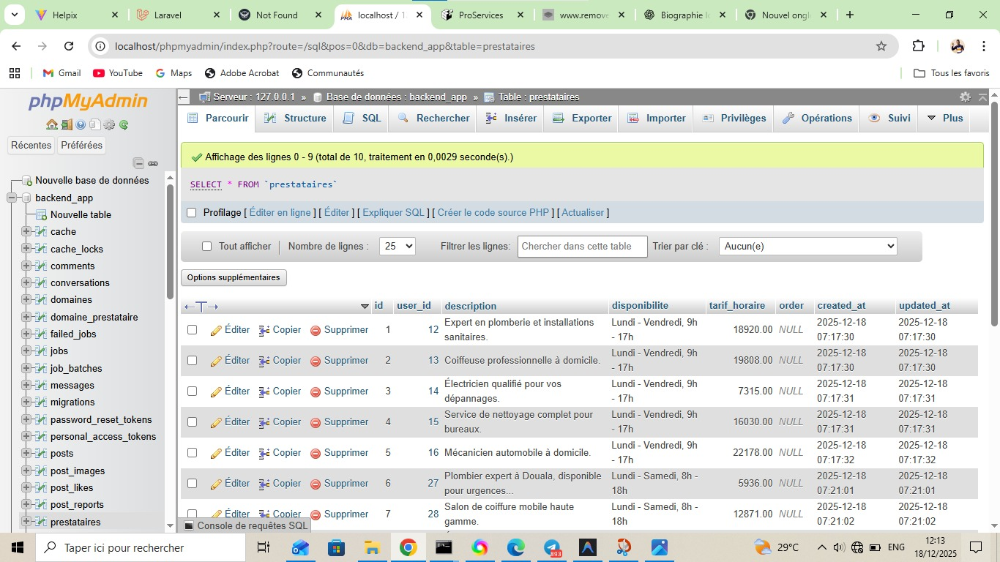 Helpix
Laravel
Not Found
localhost / 1
ProServices
www.remove
Biographie
Nouvel ongl
localhost/phpmyadmin/index.php?route=/sql&pos=0&db=backend_app&table=prestataires
Gmail
YouTube
Maps
Adobe Acrobat
Communautés
Tous les favoris
phpMyAdmin
Récentes
Préférées
Nouvelle base de données
backend_app
Nouvelle table
cache
cache_locks
comments
conversations
domaines
domaine_prestataire
failed_jobs
jobs
job_batches
messages
migrations
password_reset_tokens
personal_access_tokens
posts
post_images
post_likes
post_reports
prestataires
Serveur : 127.0.0.1 » Base de données : backend_app » Table : prestataires
Parcourir Structure SQL Rechercher Insérer Exporter Importer Privilèges Opérations Suivi Plus
Affichage des lignes 0 - 9 (total de 10, traitement en 0,0029 seconde(s).)
SELECT * FROM `prestataires`
Profilage [ Éditer en ligne ] [ Éditer ] [ Expliquer SQL ] [ Créer le code source PHP ] [ Actualiser ]
Tout afficher Nombre de lignes : 25 Filtrer les lignes: Chercher dans cette table Trier par clé : Aucun(e)
Options supplémentaires
id user_id description disponibilite tarif_horaire order created_at updated_at
Éditer Copier Supprimer 1 12 Expert en plomberie et installations sanitaires. Lundi - Vendredi, 9h - 17h 18920.00 NULL 2025-12-18 07:17:30 2025-12-18 07:17:30
Éditer Copier Supprimer 2 13 Coiffeuse professionnelle à domicile. Lundi - Vendredi, 9h - 17h 19808.00 NULL 2025-12-18 07:17:30 2025-12-18 07:17:30
Éditer Copier Supprimer 3 14 Électricien qualifié pour vos dépannages. Lundi - Vendredi, 9h - 17h 7315.00 NULL 2025-12-18 07:17:31 2025-12-18 07:17:31
Éditer Copier Supprimer 4 15 Service de nettoyage complet pour bureaux. Lundi - Vendredi, 9h - 17h 16030.00 NULL 2025-12-18 07:17:31 2025-12-18 07:17:31
Éditer Copier Supprimer 5 16 Mécanicien automobile à domicile. Lundi - Vendredi, 9h - 17h 22178.00 NULL 2025-12-18 07:17:32 2025-12-18 07:17:32
Éditer Copier Supprimer 6 27 Plombier expert à Douala, disponible pour urgences... Lundi - Samedi, 8h - 18h 5936.00 NULL 2025-12-18 07:21:01 2025-12-18 07:21:01
Éditer Copier Supprimer 7 28 Salon de coiffure mobile haute gamme. Lundi - Samedi, 8h - 18h 12871.00 NULL 2025-12-18 07:21:02 2025-12-18 07:21:02
Console de requêtes SQL
Taper ici pour rechercher
893
29°C
ENG
12:13
18/12/2025